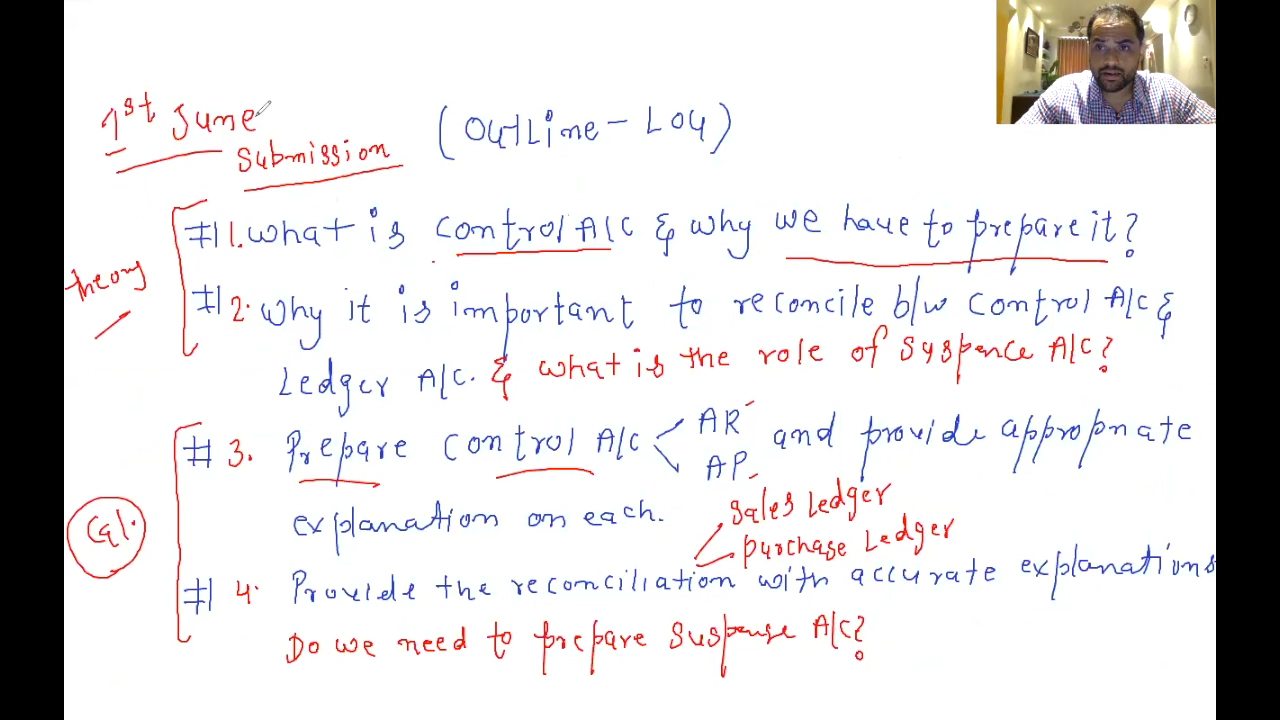 1st June
Submission
(OutLine - LO4)
#1. What is control A/C & why we have to prepare it?
Theory
#2. Why it is important to reconcile b/w control A/C &
Ledger A/C. & what is the role of Suspence A/C?
#3. Prepare control A/C AR and provide appropriate
AP
explanation on each.
Sales Ledger
Purchase Ledger
Cal.
#4. Provide the reconciliation with accurate explanations
Do we need to prepare Suspense A/C?